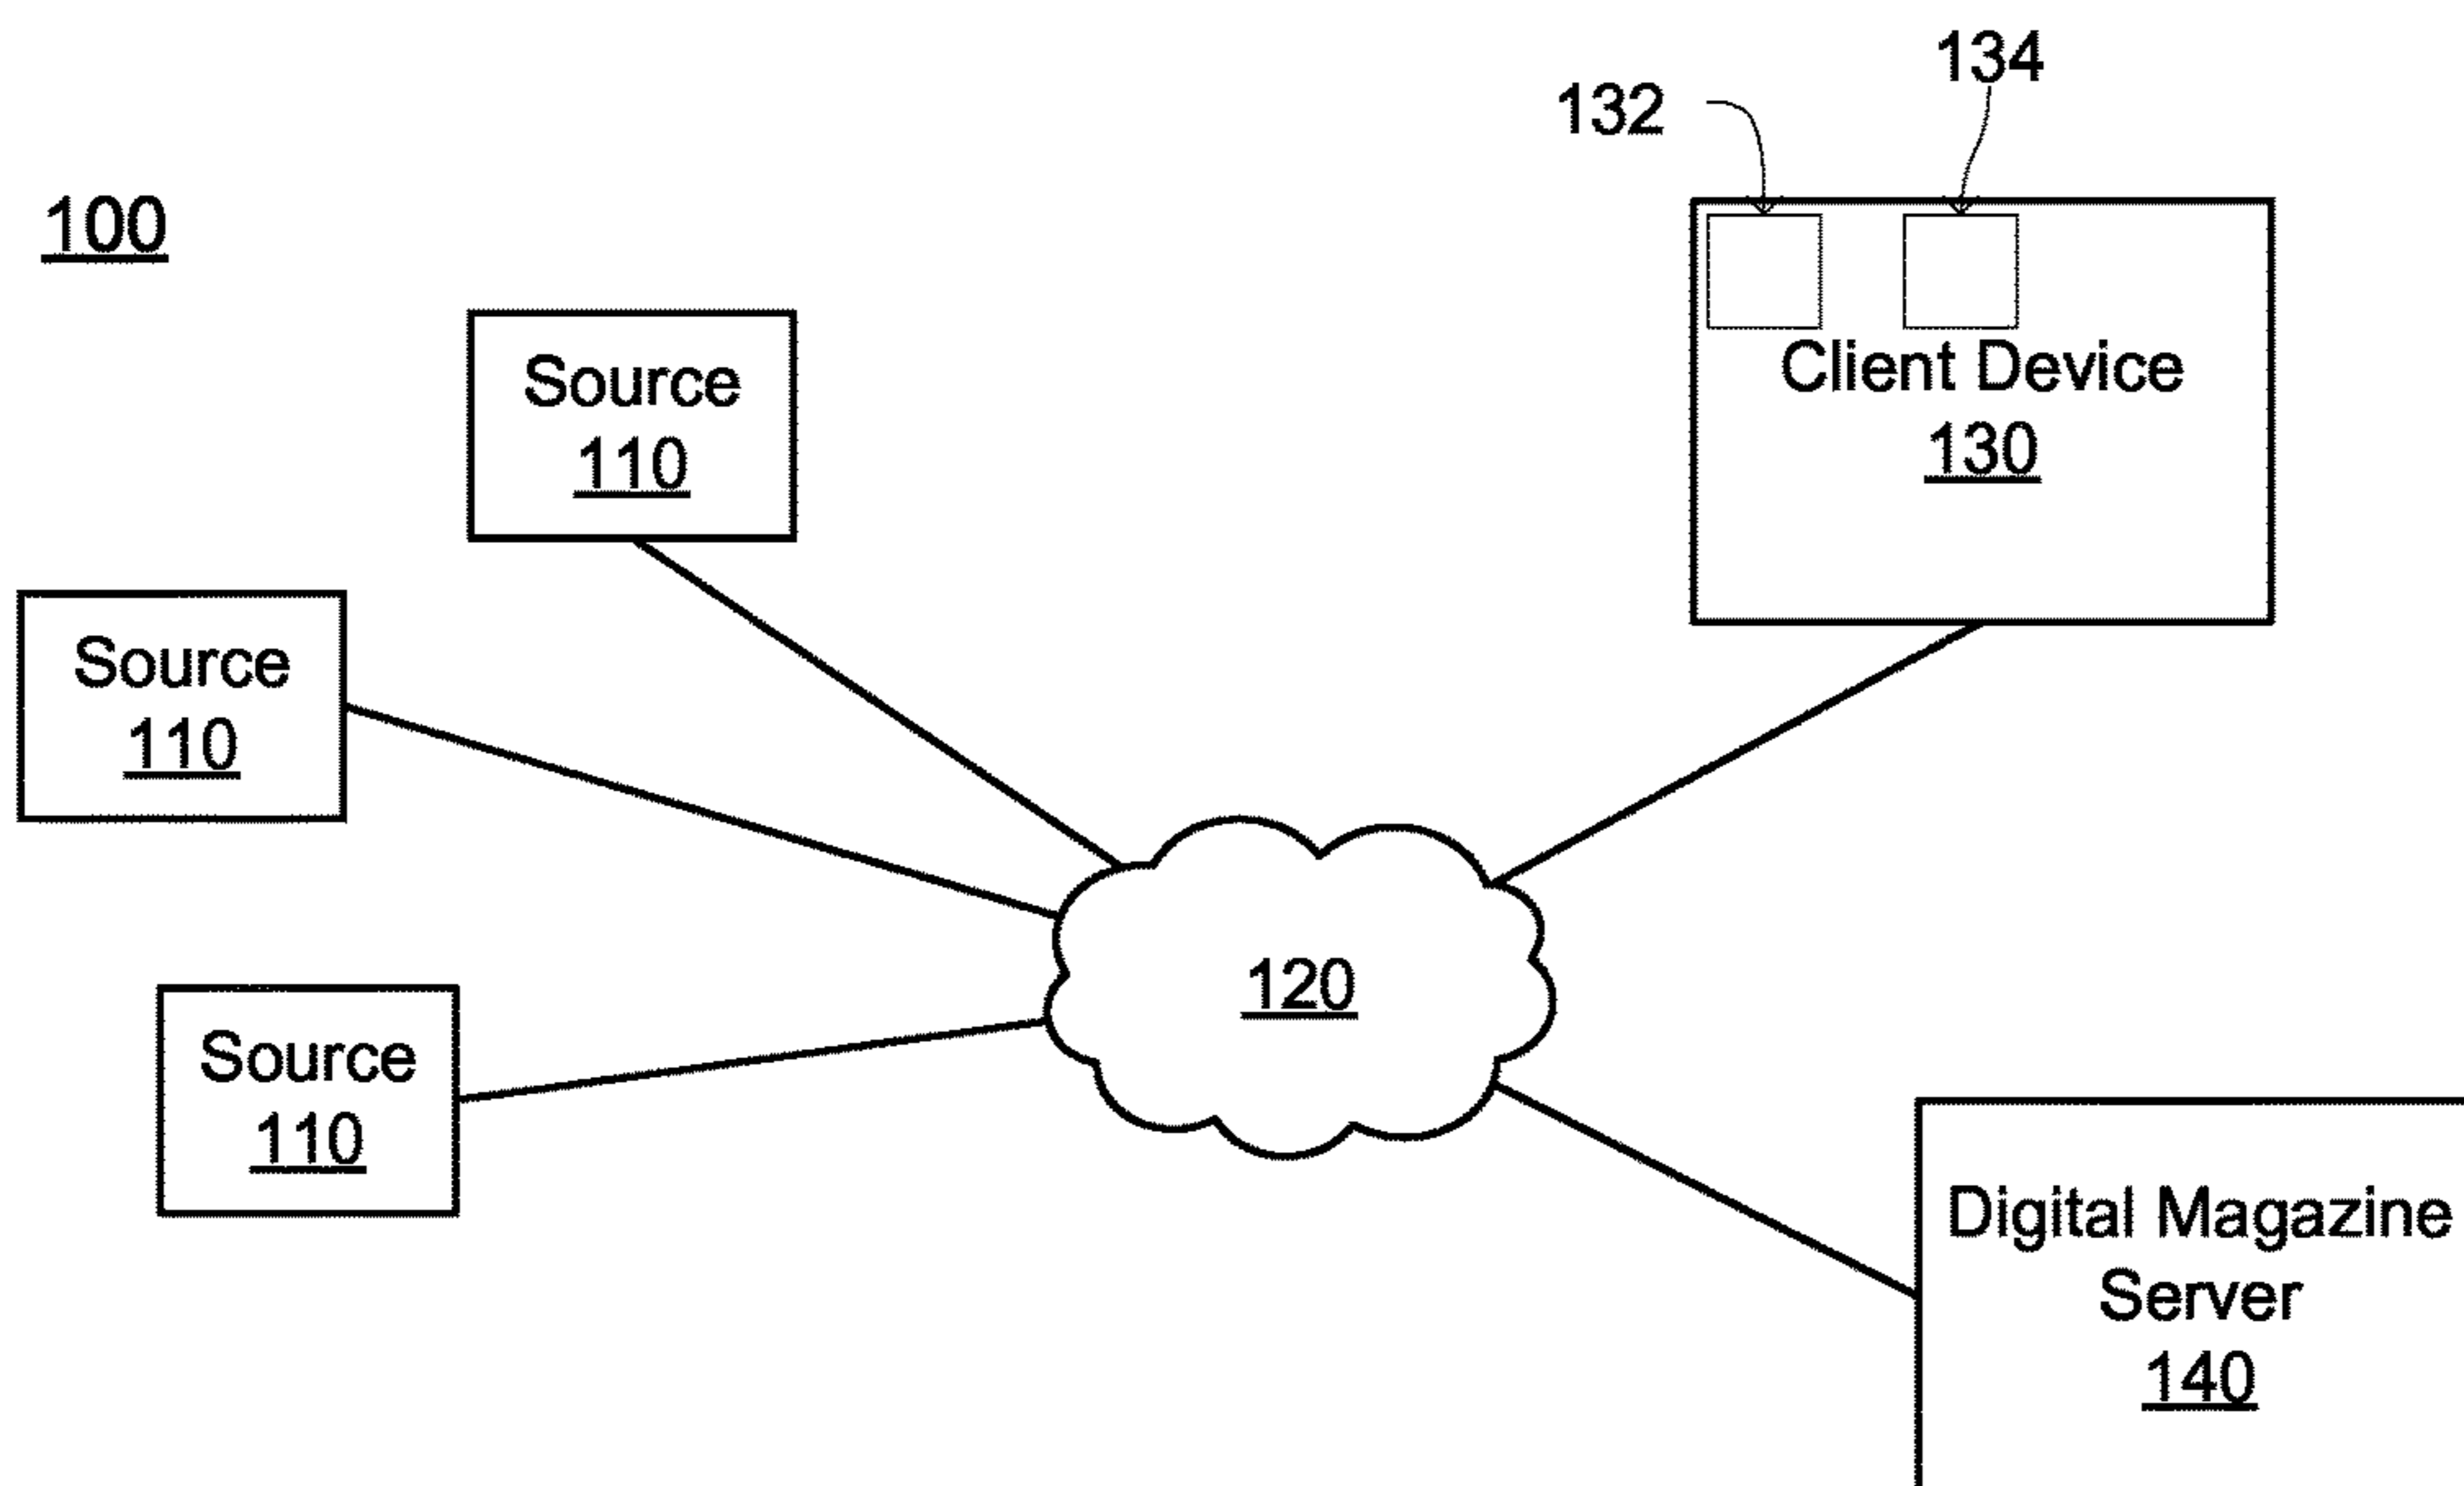 134
132
100
Client Device
130
Source
110
Source
110
120
Source
110
Digital Magazine
Server
140